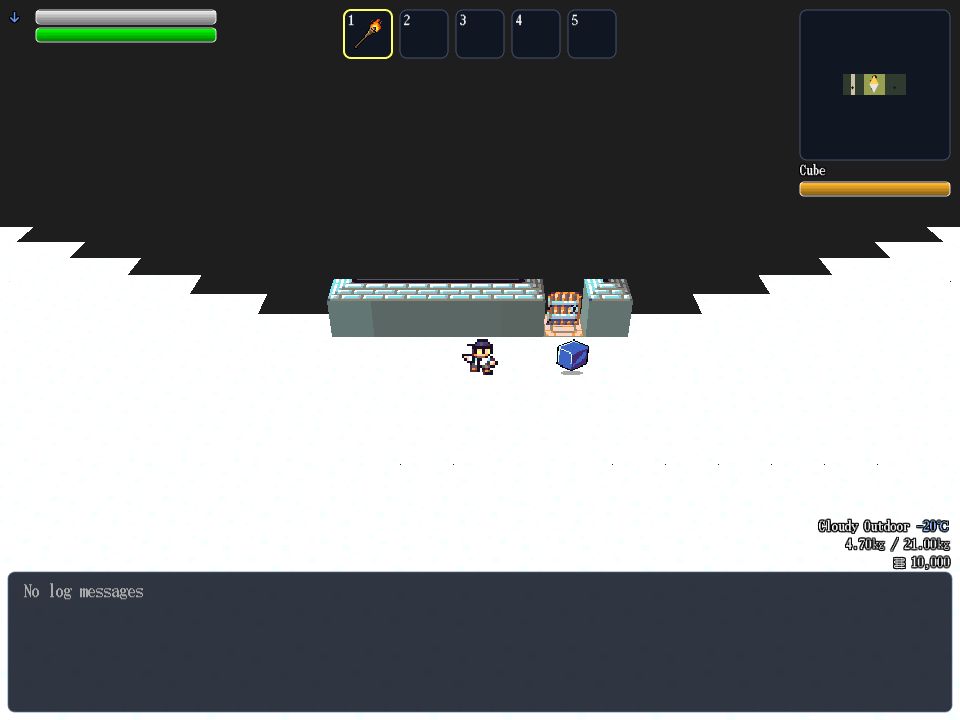 1 2 3 4 5
Cube
Cloudy Outdoor -20℃
4.70kg / 21.00kg
10,000
No log messages